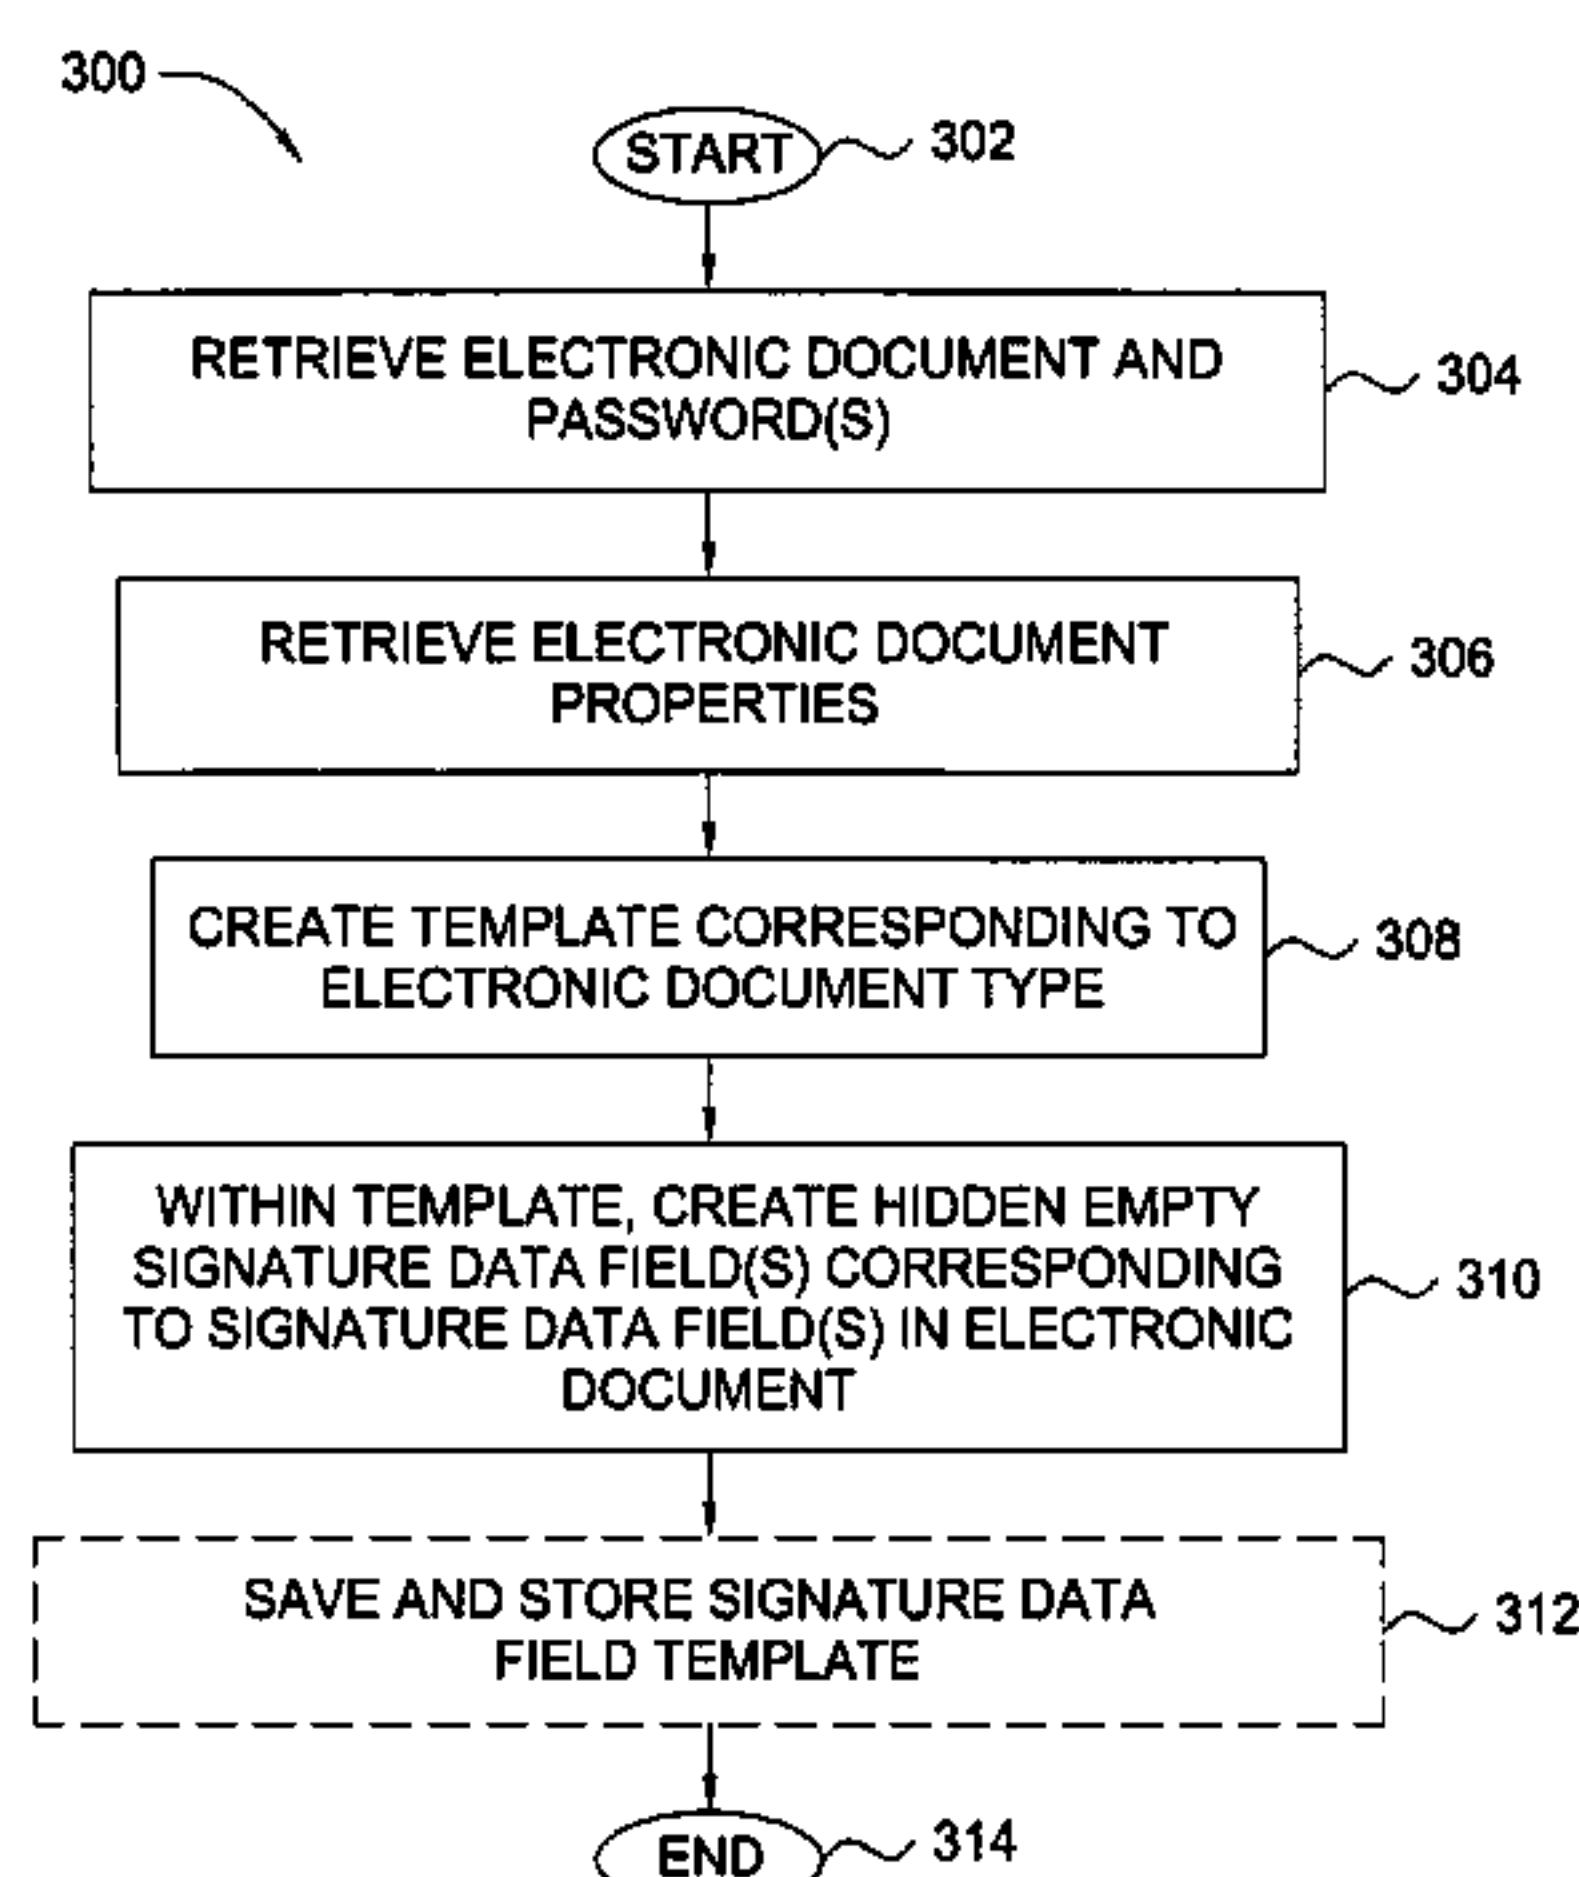 300
START
302
RETRIEVE ELECTRONIC DOCUMENT AND
PASSWORD(S)
304
RETRIEVE ELECTRONIC DOCUMENT
PROPERTIES
306
CREATE TEMPLATE CORRESPONDING TO
ELECTRONIC DOCUMENT TYPE
308
WITHIN TEMPLATE, CREATE HIDDEN EMPTY
SIGNATURE DATA FIELD(S) CORRESPONDING
TO SIGNATURE DATA FIELD(S) IN ELECTRONIC
DOCUMENT
310
SAVE AND STORE SIGNATURE DATA
FIELD TEMPLATE
312
END
314